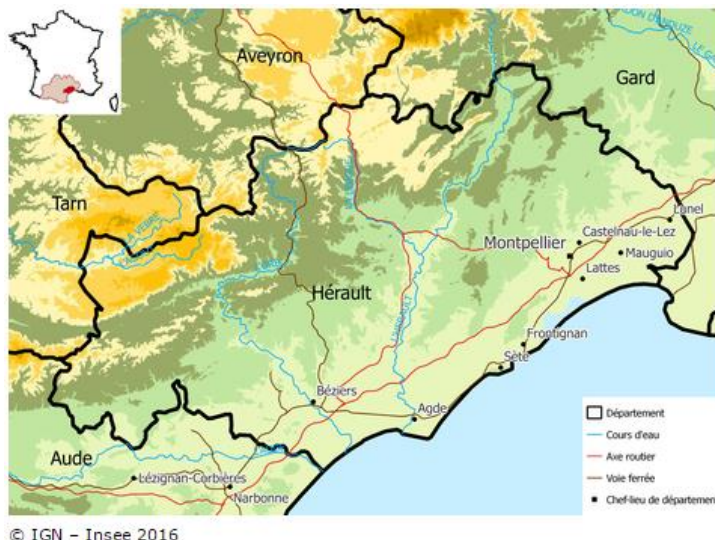 Aveyron
Gard
Tarn
Hérault
Aude
Lunel
Castelnau-le-Lez
Montpellier
Mauguio
Lattes
Frontignan
Sète
Béziers
Agde
Lézignan-Corbières
Narbonne
Département
Cours d'eau
Axe routier
Voie ferrée
Chef-lieu de département
© IGN – Insee 2016